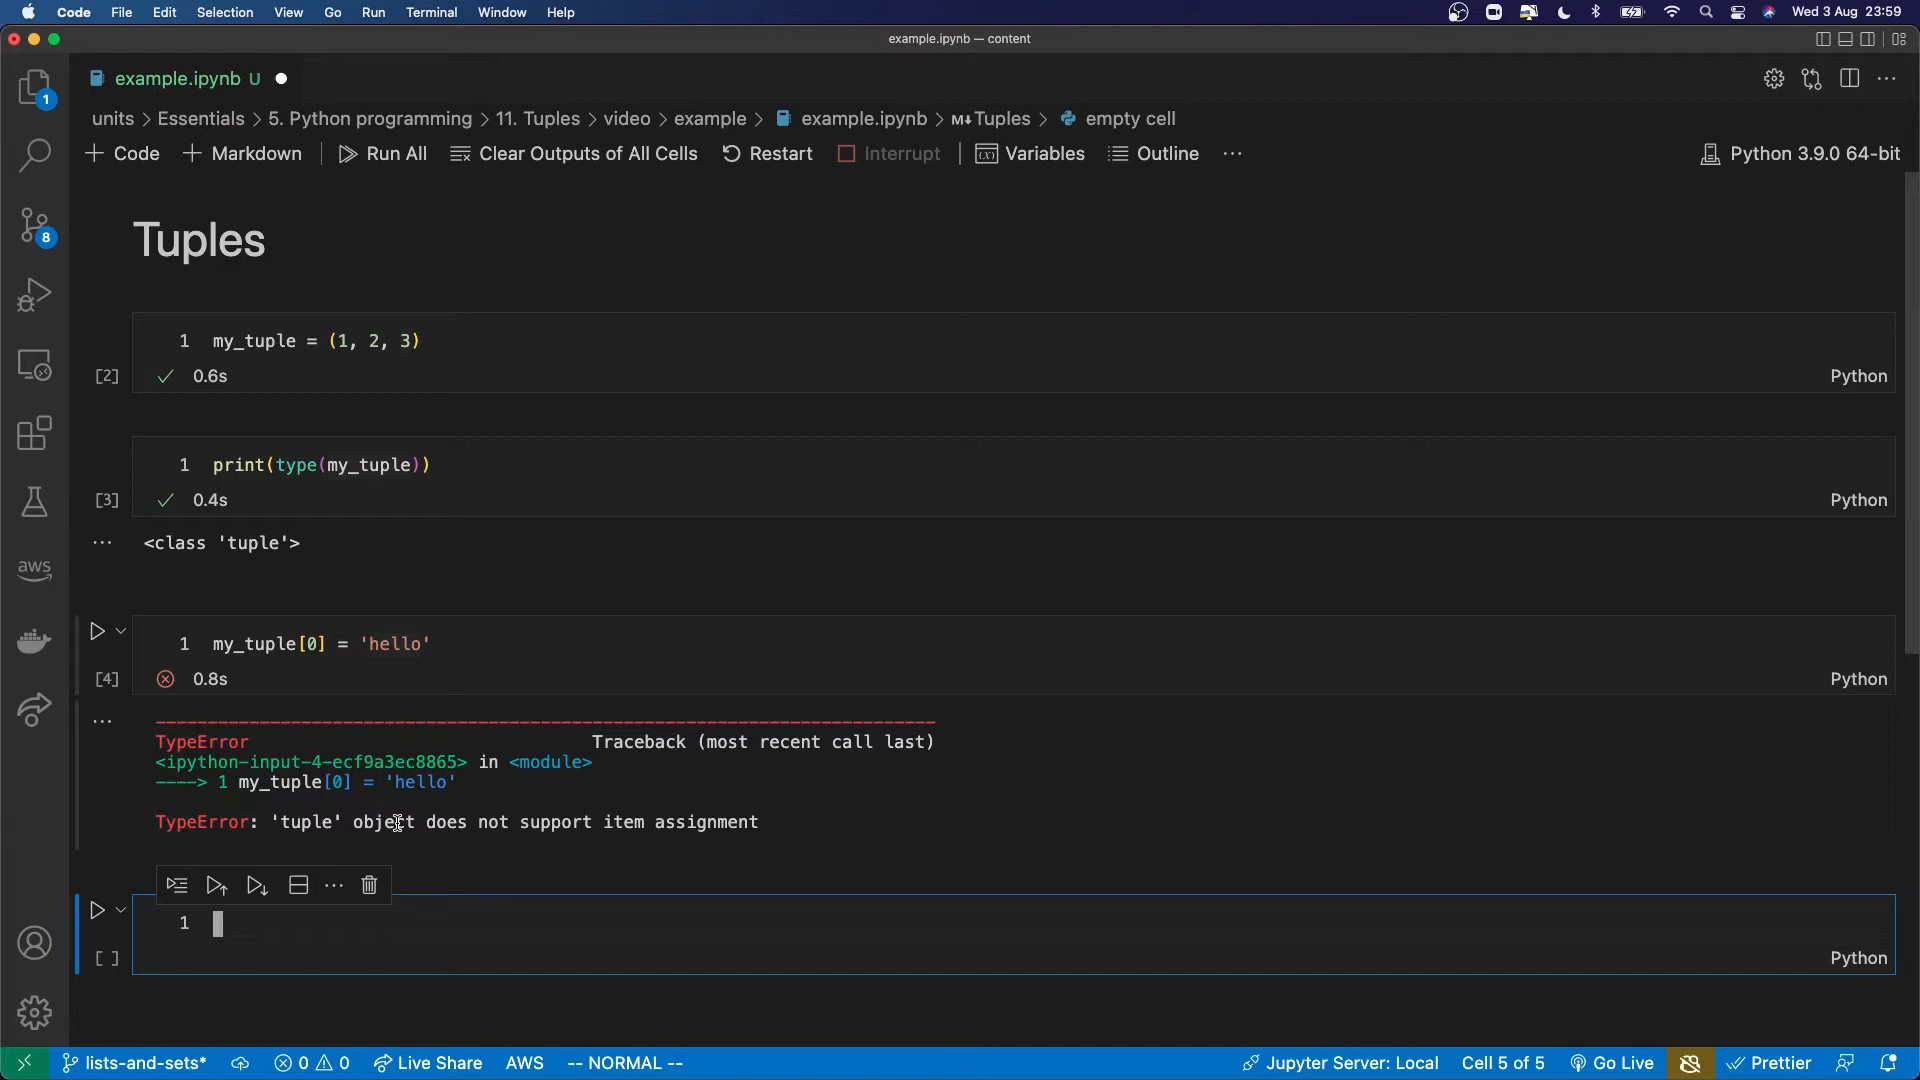 Code File Edit Selection View Go Run Terminal Window Help Wed 3 Aug 23:59
example.ipynb — content
1 example.ipynb U
units > Essentials > 5. Python programming > 11. Tuples > video > example > example.ipynb > M↓Tuples > empty cell
+ Code + Markdown Run All Clear Outputs of All Cells Restart Interrupt (x) Variables Outline ... Python 3.9.0 64-bit
Tuples
8
1 my_tuple = (1, 2, 3)
[2] 0.6s Python
1 print(type(my_tuple))
[3] 0.4s Python
... <class 'tuple'>
aws
1 my_tuple[0] = 'hello'
[4] 0.8s Python
...
TypeError Traceback (most recent call last)
<ipython-input-4-ecf9a3ec8865> in <module>
----> 1 my_tuple[0] = 'hello'
TypeError: 'tuple' object does not support item assignment
...
1
[ ] Python
lists-and-sets* 0 0 Live Share AWS -- NORMAL -- Jupyter Server: Local Cell 5 of 5 Go Live Prettier